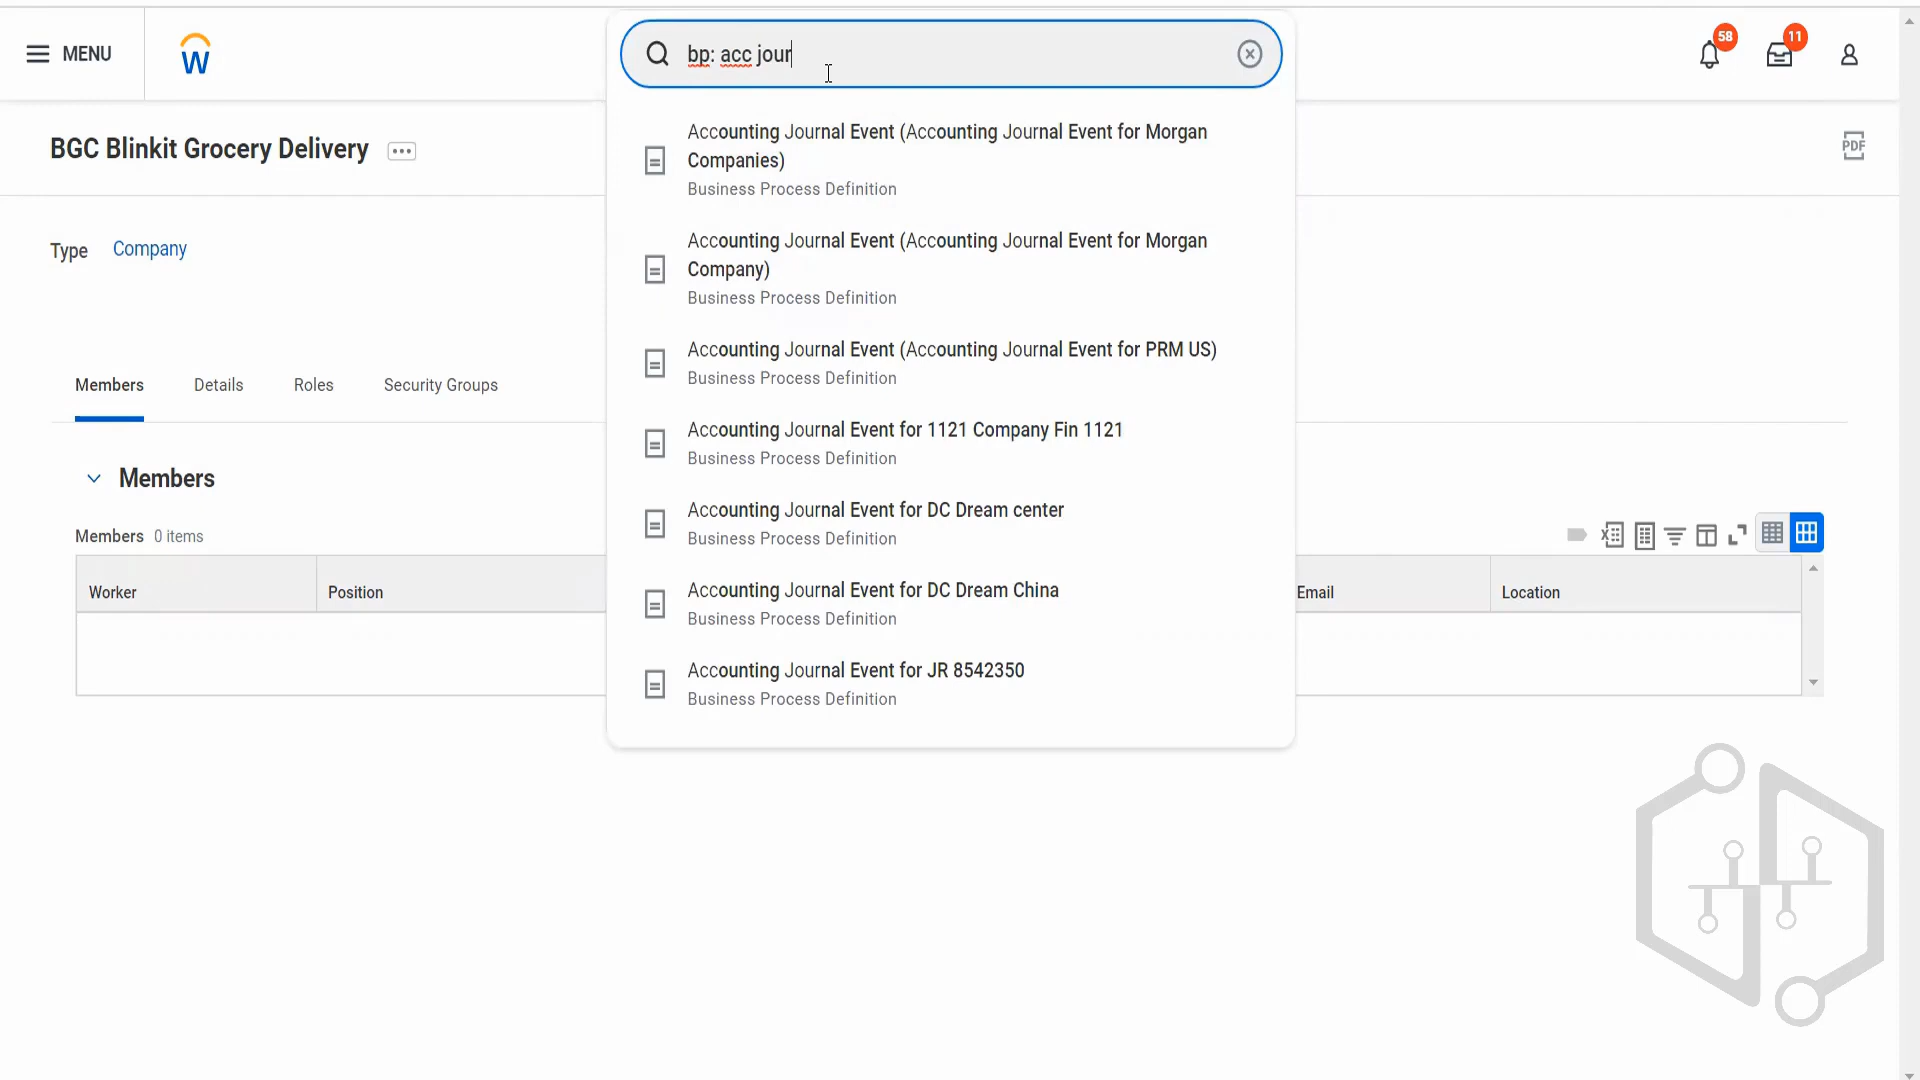 MENU
W
bp: acc jour
58
11
BGC Blinkit Grocery Delivery
PDF
Accounting Journal Event (Accounting Journal Event for Morgan
Companies)
Business Process Definition
Accounting Journal Event (Accounting Journal Event for Morgan
Company)
Business Process Definition
Accounting Journal Event (Accounting Journal Event for PRM US)
Business Process Definition
Accounting Journal Event for 1121 Company Fin 1121
Business Process Definition
Accounting Journal Event for DC Dream center
Business Process Definition
Accounting Journal Event for DC Dream China
Business Process Definition
Accounting Journal Event for JR 8542350
Business Process Definition
Type Company
Members Details Roles Security Groups
Members
Members 0 items
Worker Position Email Location